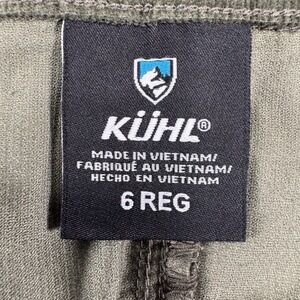 KÜHL®
MADE IN VIETNAM/
FABRIQUÉ AU VIETNAM/
HECHO EN VIETNAM
6 REG